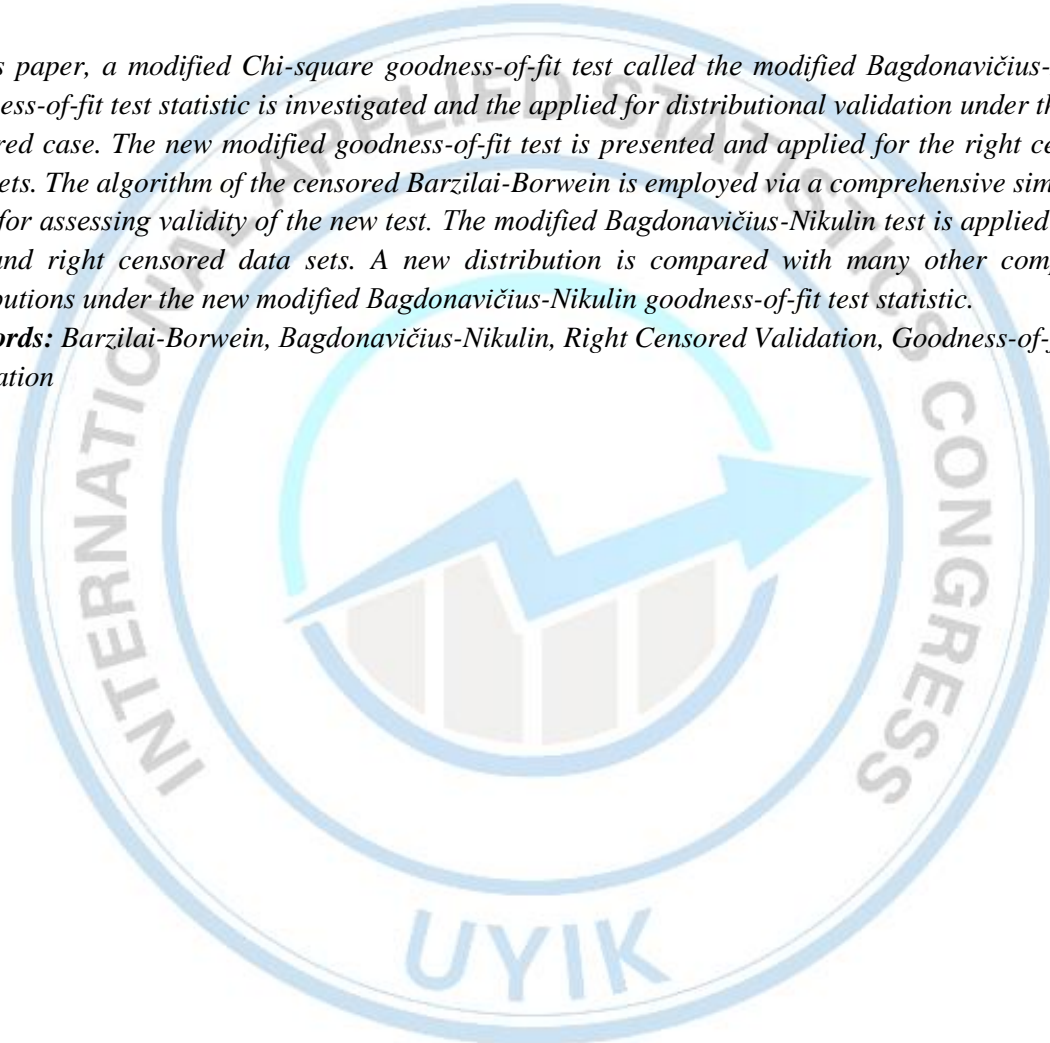 s paper, a modified Chi-square goodness-of-fit test called the modified Bagdonavičius-
ess-of-fit test statistic is investigated and the applied for distributional validation under th
red case. The new modified goodness-of-fit test is presented and applied for the right ce
ets. The algorithm of the censored Barzilai-Borwein is employed via a comprehensive sim
for assessing validity of the new test. The modified Bagdonavičius-Nikulin test is applied
and right censored data sets. A new distribution is compared with many other comp
butions under the new modified Bagdonavičius-Nikulin goodness-of-fit test statistic.
ords: Barzilai-Borwein, Bagdonavičius-Nikulin, Right Censored Validation, Goodness-of-
ation
INTERNATIONAL APPLIED STATISTICS CONGRESS
UYIK